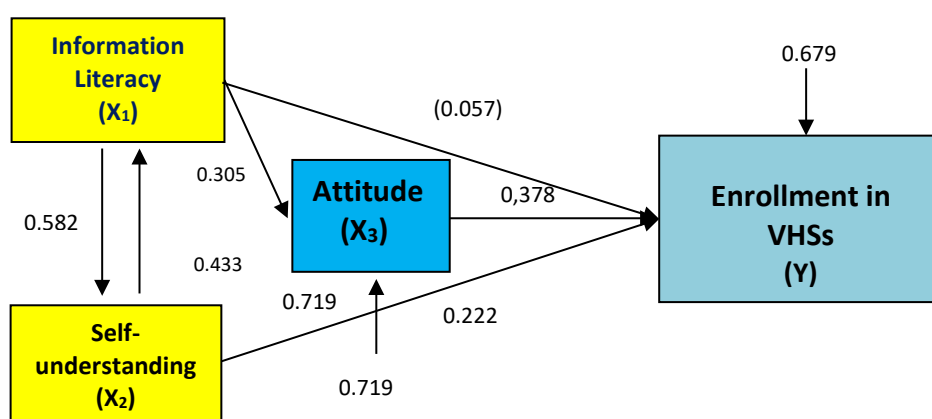 Information
Literacy
(X₁)
0.679
(0.057)
0.305
Attitude
(X₃)
0,378
Enrollment in
VHSs
(Y)
0.582
0.433
0.719
0.222
Self-
understanding
(X₂)
0.719